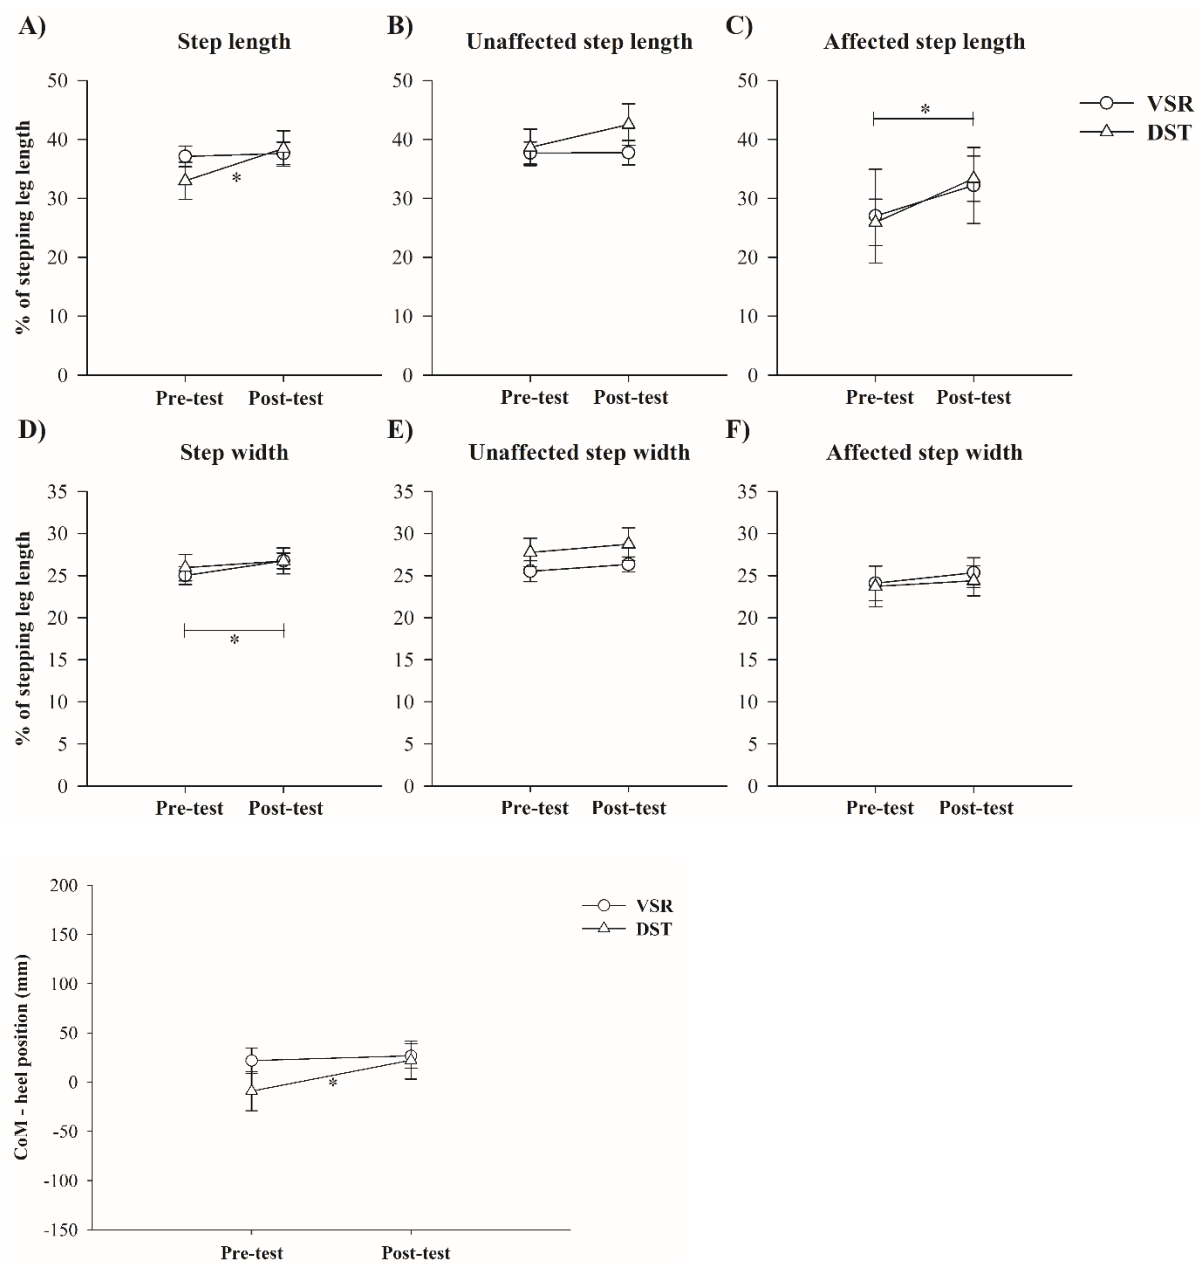 A)
Step length
B)
Unaffected step length
C)
Affected step length
VSR
DST
% of stepping leg length
50
40
30
20
10
0
*
Pre-test Post-test
50
40
30
20
10
0
Pre-test Post-test
50
40
30
20
10
0
*
Pre-test Post-test
D)
Step width
E)
Unaffected step width
F)
Affected step width
% of stepping leg length
35
30
25
20
15
10
5
0
*
Pre-test Post-test
35
30
25
20
15
10
5
0
Pre-test Post-test
35
30
25
20
15
10
5
0
Pre-test Post-test
CoM - heel position (mm)
200
150
100
50
0
-50
-100
-150
*
Pre-test Post-test
VSR
DST